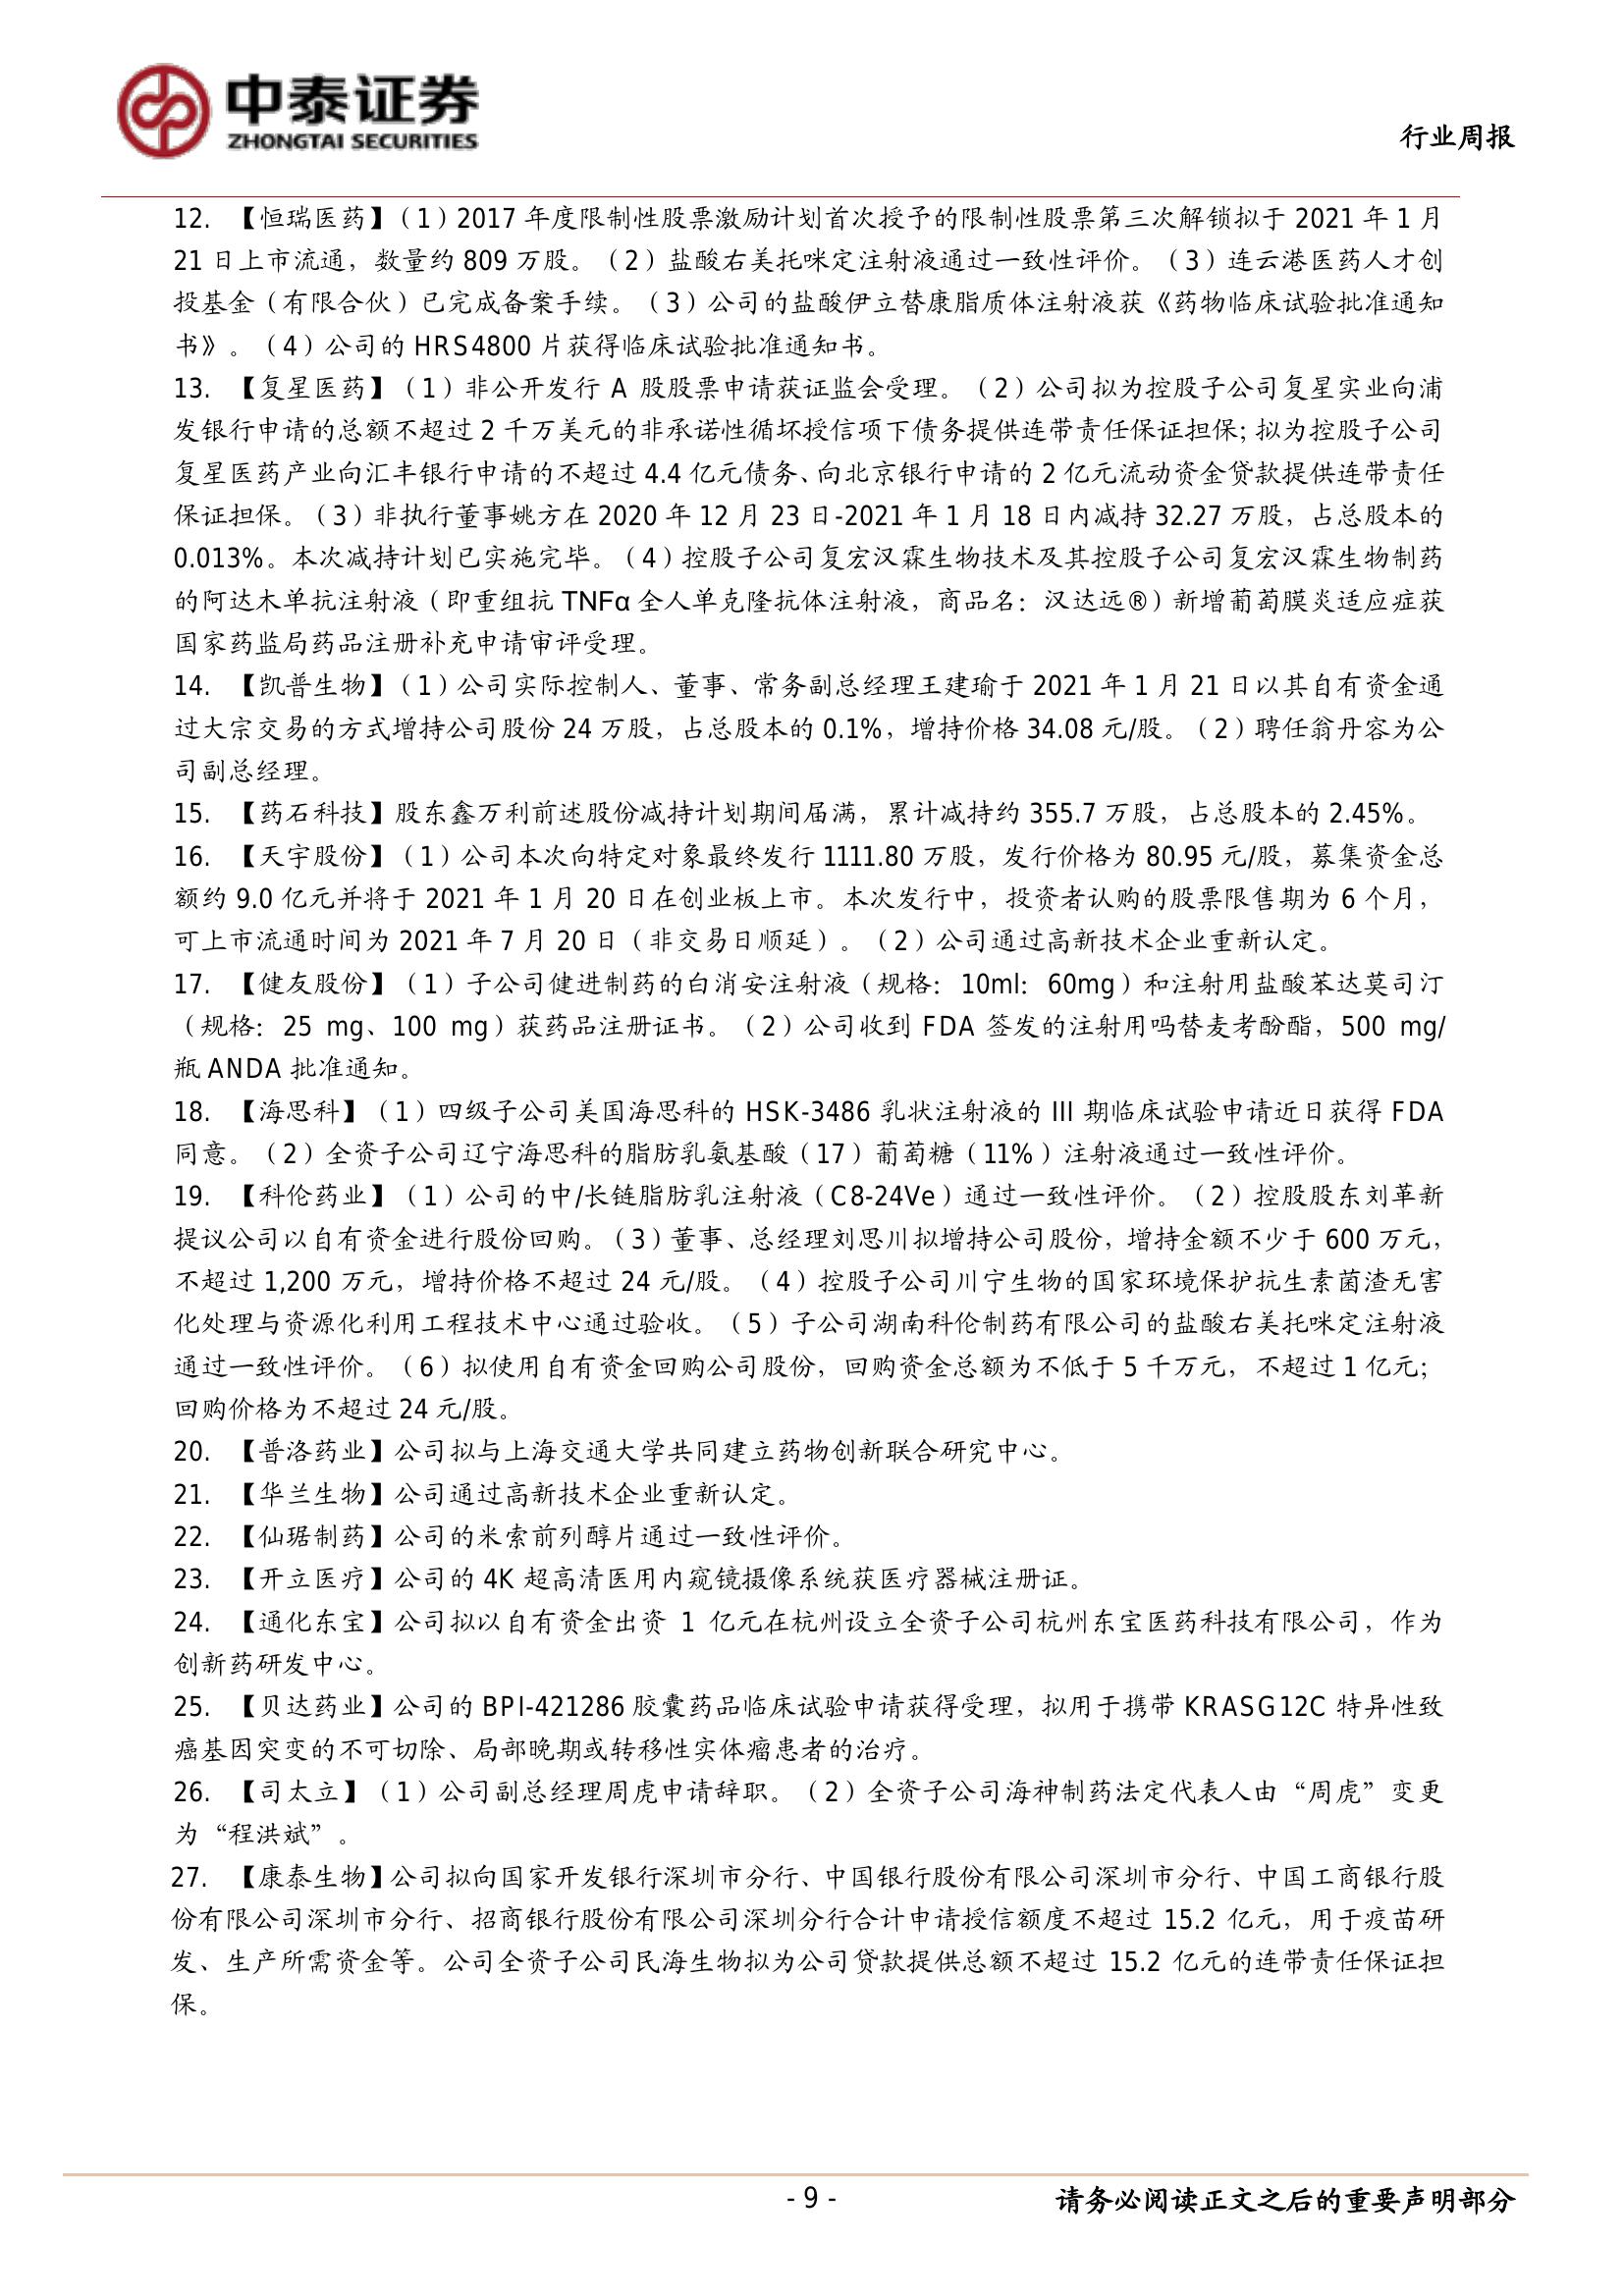 中泰证券
ZHONGTAI SECURITIES
行业周报
12. 【恒瑞医药】（1）2017 年度限制性股票激励计划首次授予的限制性股票第三次解锁拟于 2021 年 1 月
21 日上市流通，数量约 809 万股。（2）盐酸右美托咪定注射液通过一致性评价。（3）连云港医药人才创
投基金（有限合伙）已完成备案手续。（3）公司的盐酸伊立替康脂质体注射液获《药物临床试验批准通知
书》。（4）公司的 HRS4800 片获得临床试验批准通知书。
13. 【复星医药】（1）非公开发行 A 股股票申请获证监会受理。（2）公司拟为控股子公司复星实业向浦
发银行申请的总额不超过 2 千万美元的非承诺性循环授信项下债务提供连带责任保证担保；拟为控股子公司
复星医药产业向汇丰银行申请的不超过 4.4 亿元债务、向北京银行申请的 2 亿元流动资金贷款提供连带责任
保证担保。（3）非执行董事姚方在 2020 年 12 月 23 日-2021 年 1 月 18 日内减持 32.27 万股，占总股本的
0.013%。本次减持计划已实施完毕。（4）控股子公司复宏汉霖生物技术及其控股子公司复宏汉霖生物制药
的阿达木单抗注射液（即重组抗 TNFα 全人单克隆抗体注射液，商品名：汉达远®）新增葡萄膜炎适应症获
国家药监局药品注册补充申请审评受理。
14. 【凯普生物】（1）公司实际控制人、董事、常务副总经理王建瑜于 2021 年 1 月 21 日以其自有资金通
过大宗交易的方式增持公司股份 24 万股，占总股本的 0.1%，增持价格 34.08 元/股。（2）聘任翁丹容为公
司副总经理。
15. 【药石科技】股东鑫万利前述股份减持计划期间届满，累计减持约 355.7 万股，占总股本的 2.45%。
16. 【天宇股份】（1）公司本次向特定对象最终发行 1111.80 万股，发行价格为 80.95 元/股，募集资金总
额约 9.0 亿元并将于 2021 年 1 月 20 日在创业板上市。本次发行中，投资者认购的股票限售期为 6 个月，
可上市流通时间为 2021 年 7 月 20 日（非交易日顺延）。（2）公司通过高新技术企业重新认定。
17. 【健友股份】（1）子公司健进制药的白消安注射液（规格：10ml：60mg）和注射用盐酸苯达莫司汀
（规格：25 mg、100 mg）获药品注册证书。（2）公司收到 FDA 签发的注射用吗替麦考酚酯，500 mg/
瓶 ANDA 批准通知。
18. 【海思科】（1）四级子公司美国海思科的 HSK-3486 乳状注射液的 III 期临床试验申请近日获得 FDA
同意。（2）全资子公司辽宁海思科的脂肪乳氨基酸（17）葡萄糖（11%）注射液通过一致性评价。
19. 【科伦药业】（1）公司的中/长链脂肪乳注射液（C8-24Ve）通过一致性评价。（2）控股股东刘革新
提议公司以自有资金进行股份回购。（3）董事、总经理刘思川拟增持公司股份，增持金额不少于 600 万元，
不超过 1,200 万元，增持价格不超过 24 元/股。（4）控股子公司川宁生物的国家环境保护抗生素菌渣无害
化处理与资源化利用工程技术中心通过验收。（5）子公司湖南科伦制药有限公司的盐酸右美托咪定注射液
通过一致性评价。（6）拟使用自有资金回购公司股份，回购资金总额为不低于 5 千万元，不超过 1 亿元；
回购价格为不超过 24 元/股。
20. 【普洛药业】公司拟与上海交通大学共同建立药物创新联合研究中心。
21. 【华兰生物】公司通过高新技术企业重新认定。
22. 【仙琚制药】公司的米索前列醇片通过一致性评价。
23. 【开立医疗】公司的 4K 超高清医用内窥镜摄像系统获医疗器械注册证。
24. 【通化东宝】公司拟以自有资金出资 1 亿元在杭州设立全资子公司杭州东宝医药科技有限公司，作为
创新药研发中心。
25. 【贝达药业】公司的 BPI-421286 胶囊药品临床试验申请获得受理，拟用于携带 KRASG12C 特异性致
癌基因突变的不可切除、局部晚期或转移性实体瘤患者的治疗。
26. 【司太立】（1）公司副总经理周虎申请辞职。（2）全资子公司海神制药法定代表人由“周虎”变更
为“程洪斌”。
27. 【康泰生物】公司拟向国家开发银行深圳市分行、中国银行股份有限公司深圳市分行、中国工商银行股
份有限公司深圳市分行、招商银行股份有限公司深圳分行合计申请授信额度不超过 15.2 亿元，用于疫苗研
发、生产所需资金等。公司全资子公司民海生物拟为公司贷款提供总额不超过 15.2 亿元的连带责任保证担
保。
- 9 -
请务必阅读正文之后的重要声明部分